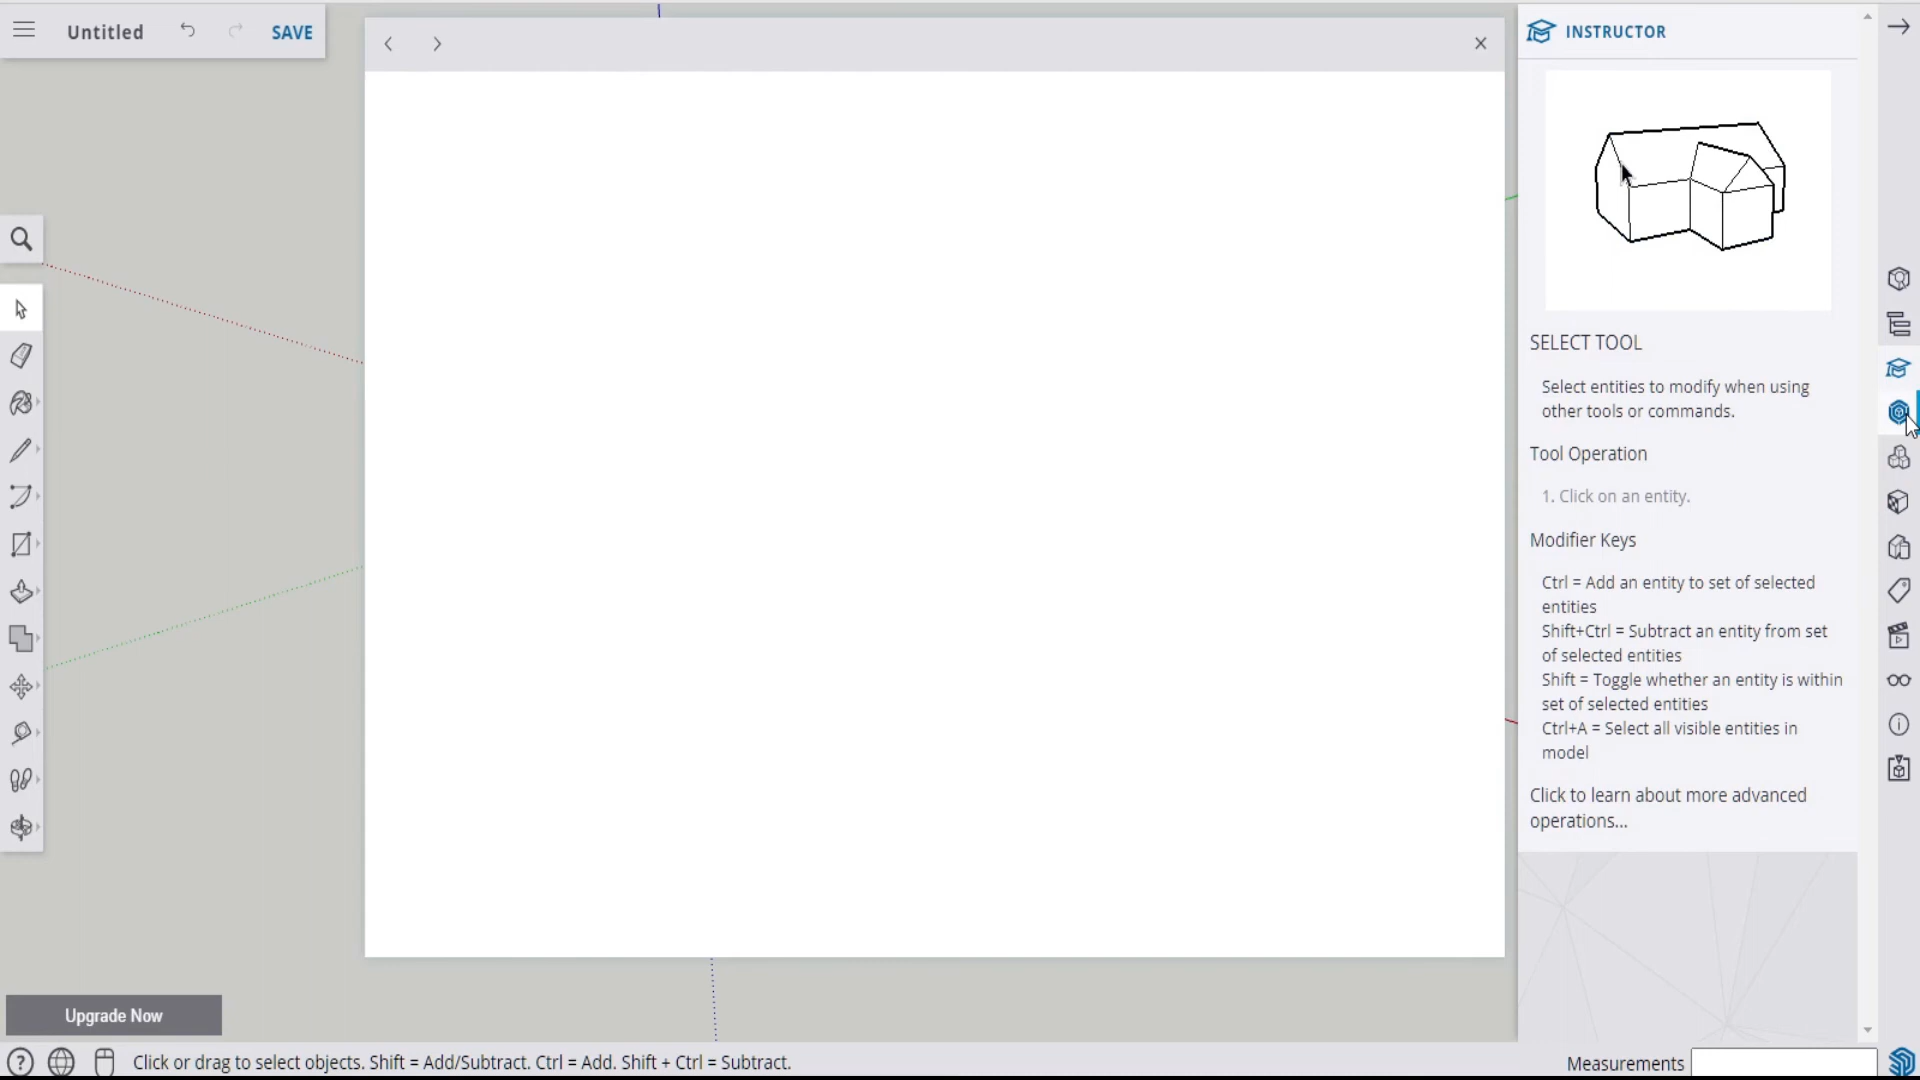 Untitled
SAVE
INSTRUCTOR
SELECT TOOL
Select entities to modify when using
other tools or commands.
Tool Operation
1. Click on an entity.
Modifier Keys
Ctrl = Add an entity to set of selected
entities
Shift+Ctrl = Subtract an entity from set
of selected entities
Shift = Toggle whether an entity is within
set of selected entities
Ctrl+A = Select all visible entities in
model
Click to learn about more advanced
operations...
Upgrade Now
Click or drag to select objects. Shift = Add/Subtract. Ctrl = Add. Shift + Ctrl = Subtract.
Measurements